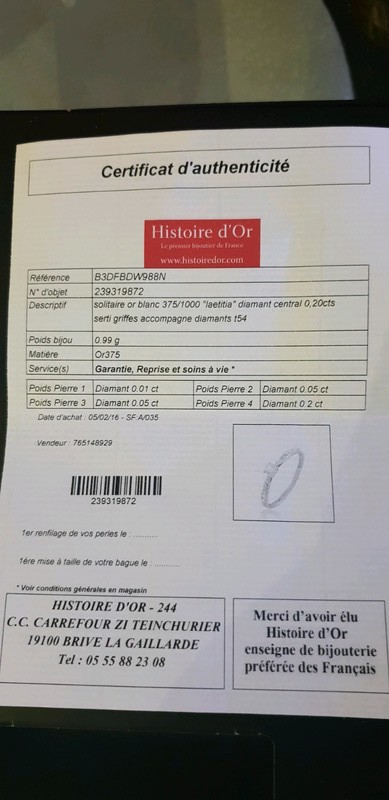 Certificat d'authenticité
Histoire d'Or
Le premier bijoutier de France
www.histoiredor.com
Référence B3DFBDW988N
N° d'objet 239319872
Descriptif solitaire or blanc 375/1000 "laetitia" diamant central 0,20cts
serti griffes accompagne diamants t54
Poids bijou 0.99 g
Matière Or375
Service(s) Garantie, Reprise et soins à vie *
Poids Pierre 1 Diamant 0.01 ct Poids Pierre 2 Diamant 0.05 ct
Poids Pierre 3 Diamant 0.05 ct Poids Pierre 4 Diamant 0.2 ct
Date d'achat : 05/02/16 - SF:A/035
Vendeur : 765148929
239319872
1er renfilage de vos perles le : ...........
1ère mise à taille de votre bague le : ...........
* Voir conditions générales en magasin
HISTOIRE D'OR - 244
C.C. CARREFOUR ZI TEINCHURIER
19100 BRIVE LA GAILLARDE
Tel : 05 55 88 23 08
Merci d'avoir élu
Histoire d'Or
enseigne de bijouterie
préférée des Français